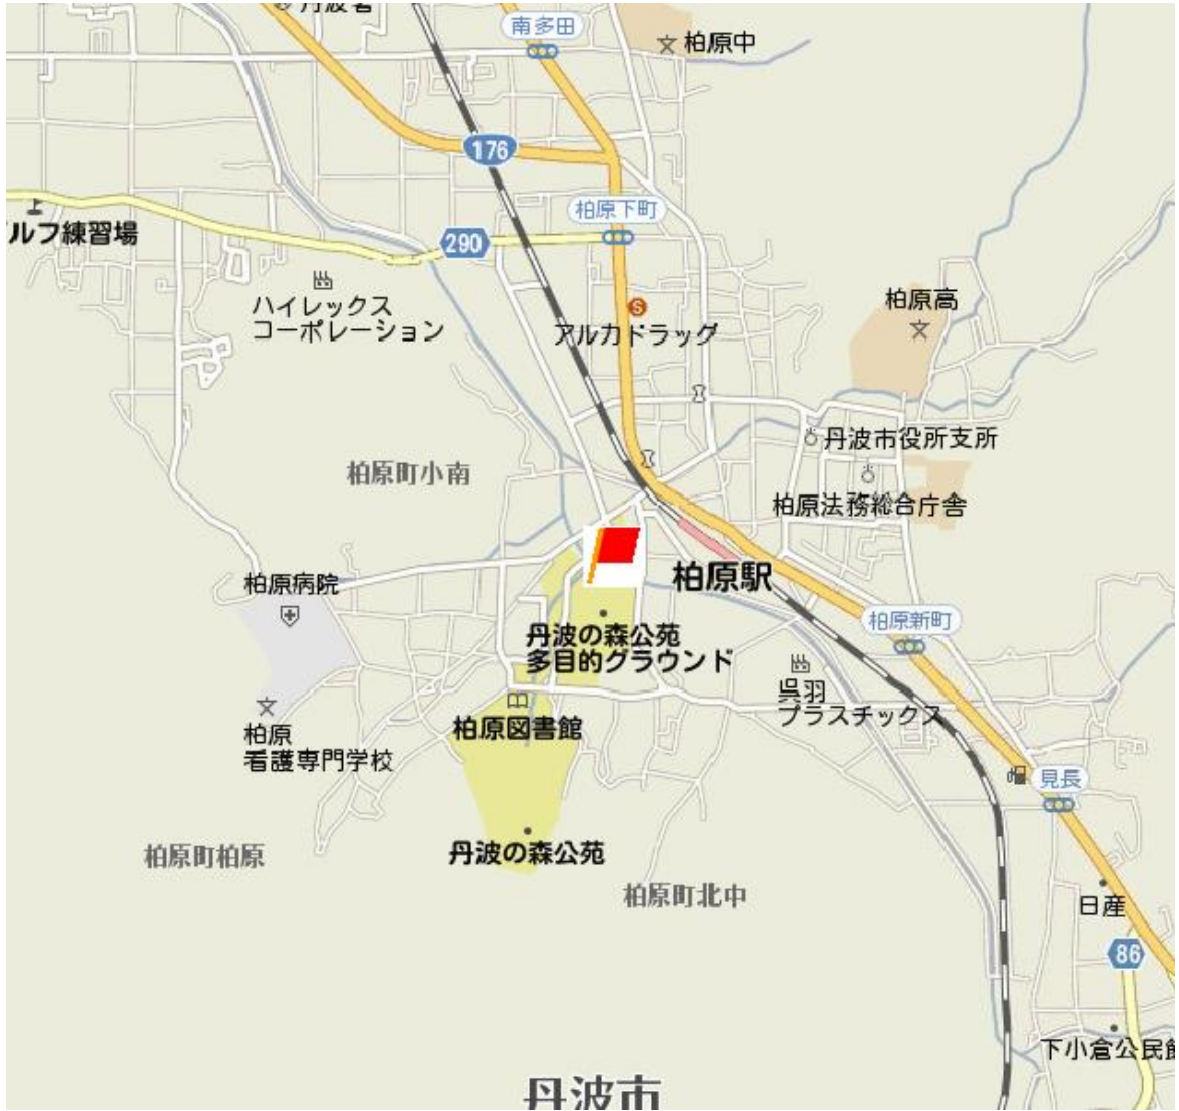 丹波署
南多田
柏原中
176
柏原下町
ルフ練習場
290
ハイレックス
コーポレーション
柏原高
アルカドラッグ
丹波市役所支所
柏原町小南
柏原法務総合庁舎
柏原病院
柏原駅
柏原新町
丹波の森公苑
多目的グラウンド
呉羽
プラスチックス
柏原図書館
柏原
看護専門学校
見長
柏原町柏原
丹波の森公苑
柏原町北中
日産
86
下小倉公民館
丹波市